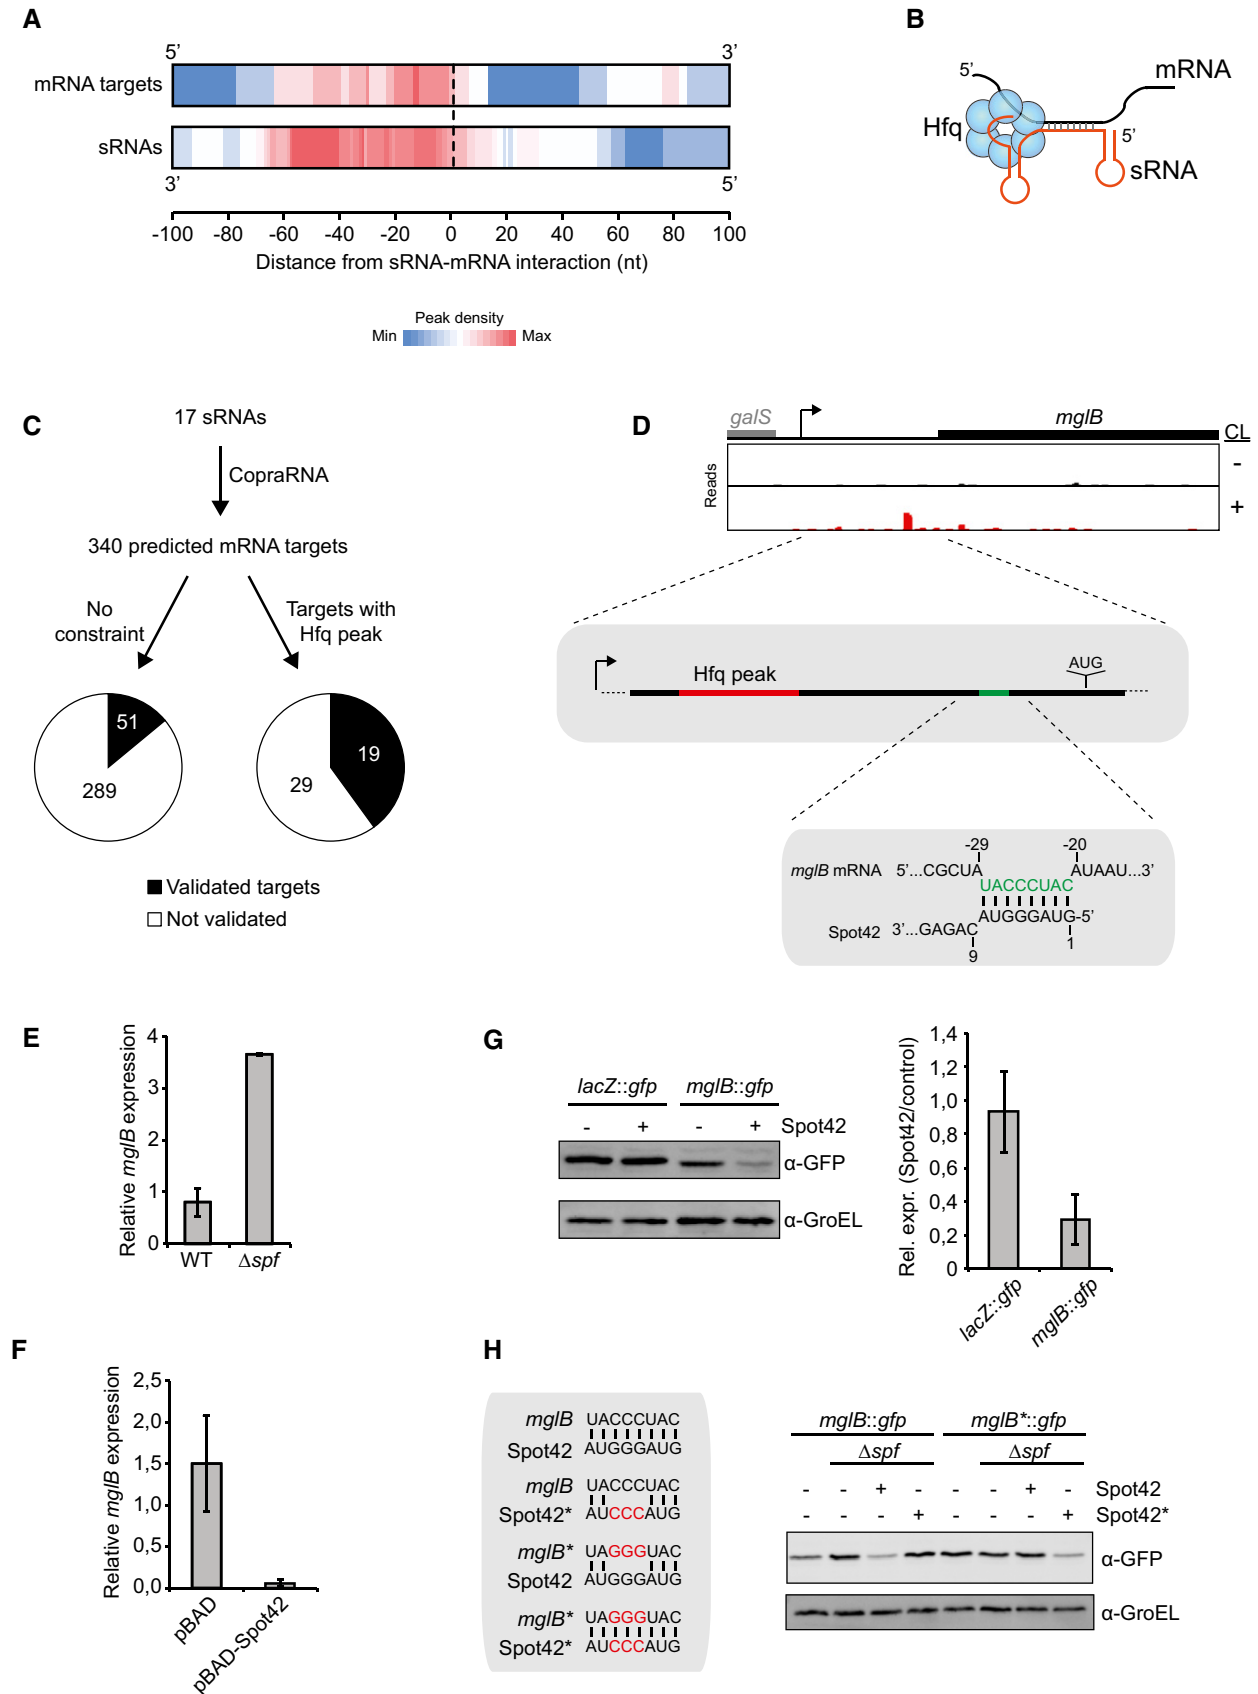 A
5’ 3’
mRNA targets
sRNAs
3’ 5’
-100 -80 -60 -40 -20 0 20 40 60 80 100
Distance from sRNA-mRNA interaction (nt)
Peak density
Min Max
B
5’
mRNA
Hfq
5’
sRNA
C
17 sRNAs
CopraRNA
340 predicted mRNA targets
No
constraint
Targets with
Hfq peak
51
289
19
29
Validated targets
Not validated
D
galS mglB CL
Reads
-
+
Hfq peak
AUG
-29 -20
mglB mRNA 5’...CGCUA AUAAU...3’
UACCCUAC
AUGGGAUG-5’
Spot42 3’...GAGAC
9 1
E
Relative mglB expression
4
3
2
1
0
WT Δspf
F
Relative mglB expression
2,5
2,0
1,5
1,0
0,5
0,0
pBAD
pBAD-Spot42
G
lacZ::gfp mglB::gfp
- + - + Spot42
α-GFP
α-GroEL
Rel. expr. (Spot42/control)
1,4
1,2
1,0
0,8
0,6
0,4
0,2
0
lacZ::gfp
mglB::gfp
H
mglB UACCCUAC
Spot42 AUGGGAUG
mglB UACCCUAC
Spot42* AUCCCAUG
mglB* UAGGGUAC
Spot42 AUGGGAUG
mglB* UAGGGUAC
Spot42* AUCCCAUG
mglB::gfp mglB*::gfp
Δspf Δspf
- - + - - - + - Spot42
- - - + - - - + Spot42*
α-GFP
α-GroEL